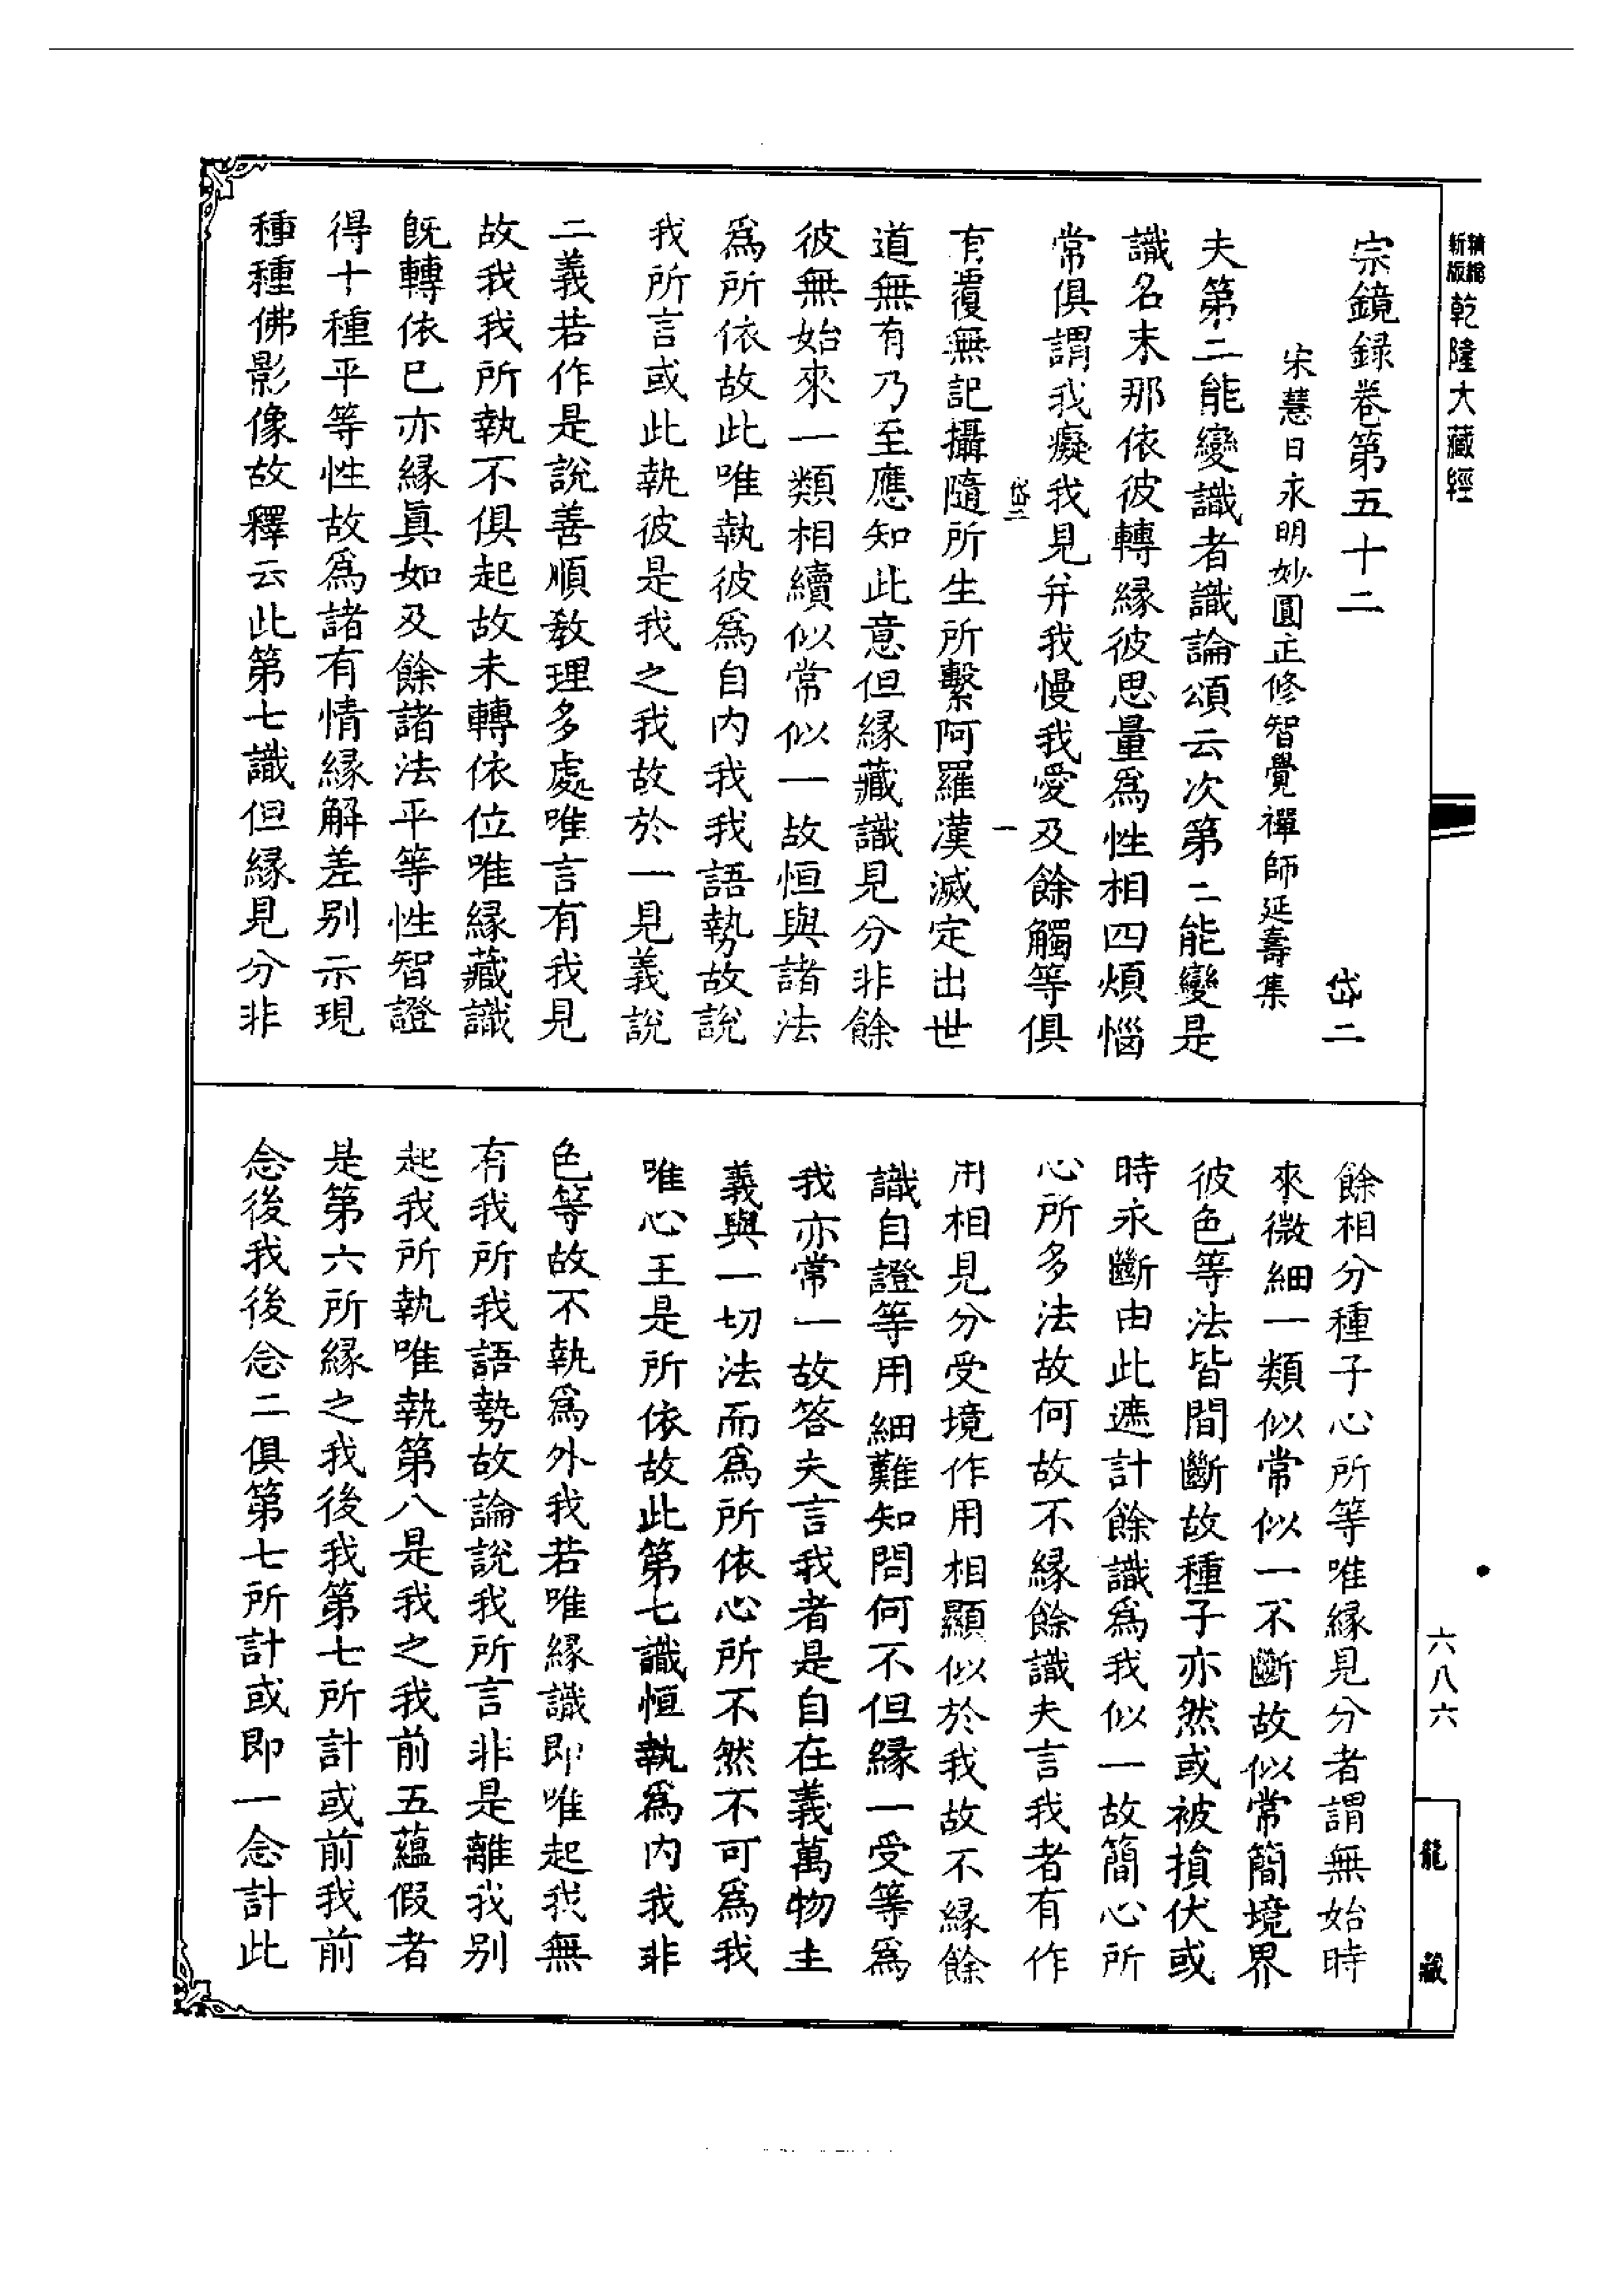 新版精縮乾隆大藏經
宗鏡録卷第五十二 岱二
宋慧日永明妙圓正修智覺禪師延壽集
夫第二能變識者識論頌云次第二能變是
識名末那依彼轉緣彼思量爲性相四煩惱
常俱謂我癡我見并我慢我愛及餘觸等俱
岱二 一
有覆無記攝隨所生所繫阿羅漢滅定出世
道無有乃至應知此意但緣藏識見分非餘
彼無始來一類相續似常似一故恒與諸法
爲所依故此唯執彼爲自内我我語勢故說
我所言或此執彼是我之我故於一見義說
二義若作是說善順教理多處唯言有我見
故我我所執不俱起故未轉依位唯緣藏識
旣轉依已亦緣眞如及餘諸法平等性智證
得十種平等性故爲諸有情緣解差别示現
種種佛影像故釋云此第七識但緣見分非
餘相分種子心所等唯緣見分者謂無始時
來微細一類似常似一不斷故似常簡境界
彼色等法皆間斷故種子亦然或被損伏或
時永斷由此遮計餘識爲我似一故簡心所
心所多法故何故不緣餘識夫言我者有作
用相見分受境作用相顯似於我故不緣餘
識自證等用細難知問何不但緣一受等爲
我亦常一故答夫言我者是自在義萬物主
義與一切法而爲所依心所不然不可爲我
唯心王是所依故此第七識恒執爲内我非
色等故不執爲外我若唯緣識即唯起我無
有我所我語勢故論說我所言非是離我别
起我所執唯執第八是我之我前五蘊假者
是第六所緣之我後我第七所計或前我前
念後我後念二俱第七所計或即一念計此
六八六
龍藏